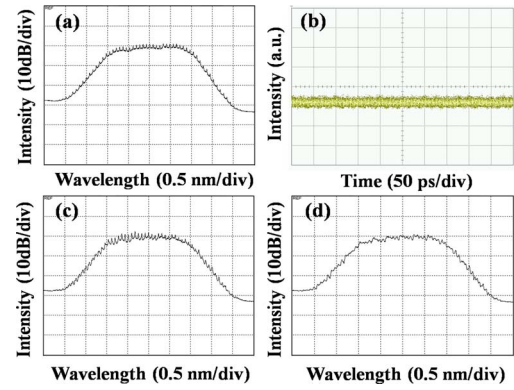 (a)
Intensity (10dB/div)
Wavelength (0.5 nm/div)
(b)
Intensity (a.u.)
Time (50 ps/div)
(c)
Intensity (10dB/div)
Wavelength (0.5 nm/div)
(d)
Intensity (10dB/div)
Wavelength (0.5 nm/div)